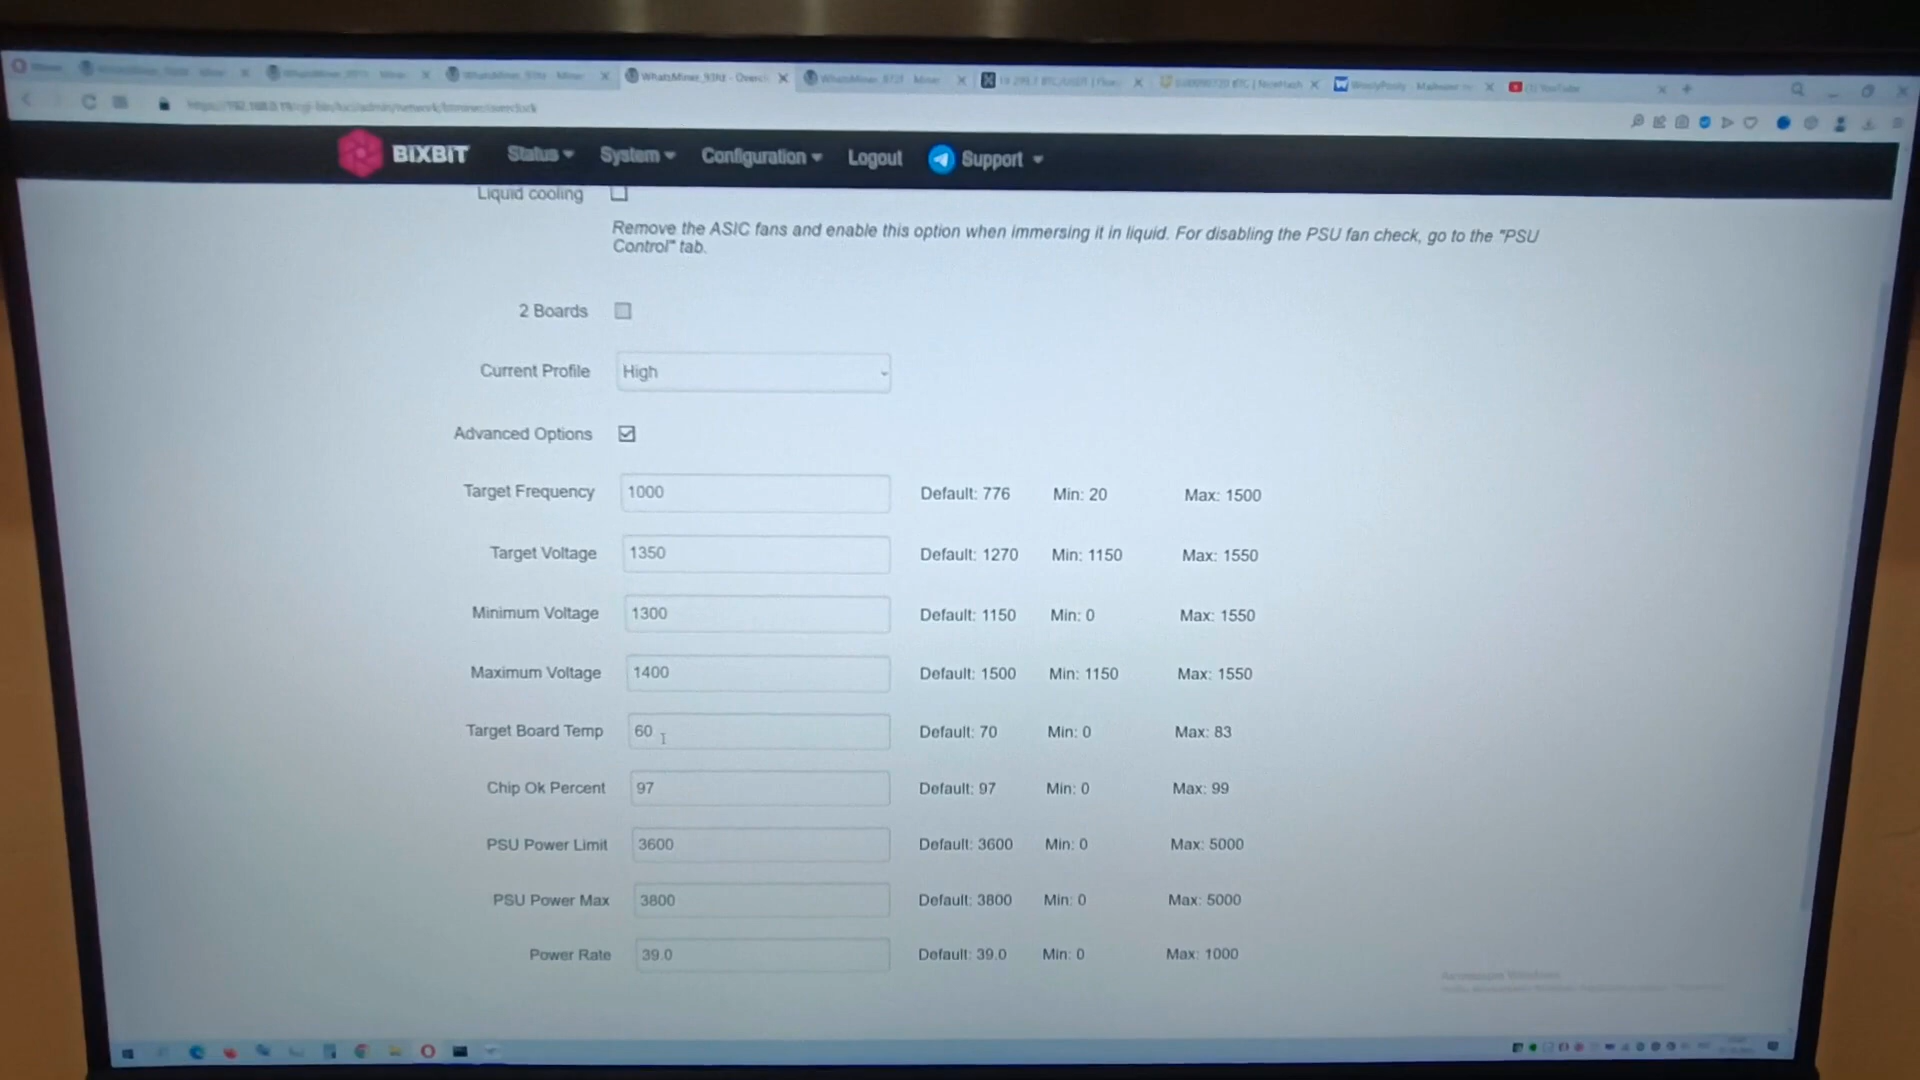 WhatsMiner_93ht - Overcl
BIXBIT Status System Configuration Logout Support
Liquid cooling
Remove the ASIC fans and enable this option when immersing it in liquid. For disabling the PSU fan check, go to the "PSU
Control" tab.
2 Boards
Current Profile High
Advanced Options
Target Frequency 1000 Default: 776 Min: 20 Max: 1500
Target Voltage 1350 Default: 1270 Min: 1150 Max: 1550
Minimum Voltage 1300 Default: 1150 Min: 0 Max: 1550
Maximum Voltage 1400 Default: 1500 Min: 1150 Max: 1550
Target Board Temp 60 Default: 70 Min: 0 Max: 83
Chip Ok Percent 97 Default: 97 Min: 0 Max: 99
PSU Power Limit 3600 Default: 3600 Min: 0 Max: 5000
PSU Power Max 3800 Default: 3800 Min: 0 Max: 5000
Power Rate 39.0 Default: 39.0 Min: 0 Max: 1000